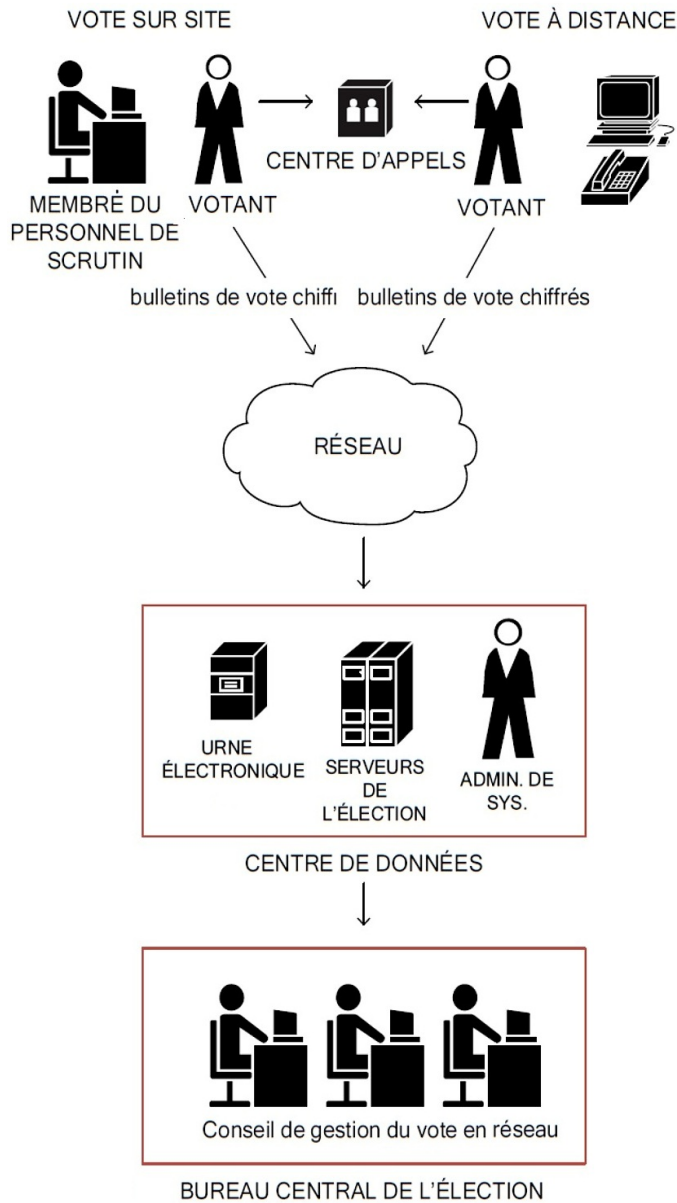 VOTE SUR SITE
VOTE À DISTANCE
CENTRE D'APPELS
MEMBRÉ DU
PERSONNEL DE
SCRUTIN
VOTANT
VOTANT
bulletins de vote chiffi
bulletins de vote chiffrés
RÉSEAU
URNE
ÉLECTRONIQUE
SERVEURS
DE
L'ÉLECTION
ADMIN. DE
SYS.
CENTRE DE DONNÉES
Conseil de gestion du vote en réseau
BUREAU CENTRAL DE L'ÉLECTION